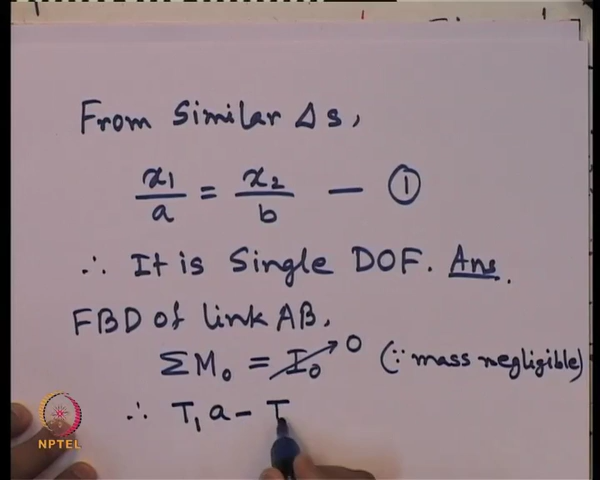 From Similar Δs,
x₁/a = x₂/b — ①
∴ It is Single DOF. Ans.
FBD of link AB,
ΣM₀ = I₀ → 0 (∵ mass negligible)
∴ T₁ a - T
NPTEL